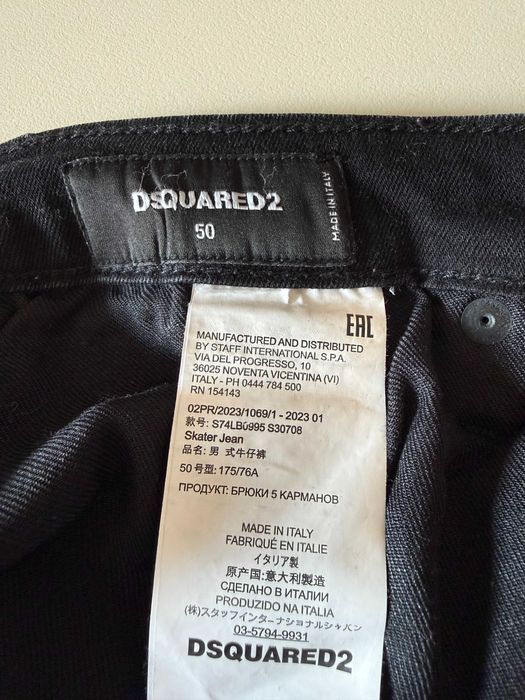 DSQUARED2
50
MADE IN ITALY
EAC
MANUFACTURED AND DISTRIBUTED
BY STAFF INTERNATIONAL S.P.A.
VIA DEL PROGRESSO, 10
36025 NOVENTA VICENTINA (VI)
ITALY - PH 0444 784 500
RN 154143
02PR/2023/1069/1 - 2023 01
款号: S74LB0995 S30708
Skater Jean
品名: 男 式牛仔裤
50 号型: 175/76A
ПРОДУКТ: БРЮКИ 5 КАРМАНОВ
MADE IN ITALY
FABRIQUÉ EN ITALIE
イタリア製
原产国:意大利製造
СДЕЛАНО В ИТАЛИИ
PRODUZIDO NA ITALIA
(株)スタッフインターナショナルジャパン
03-5794-9931
DSQUARED2